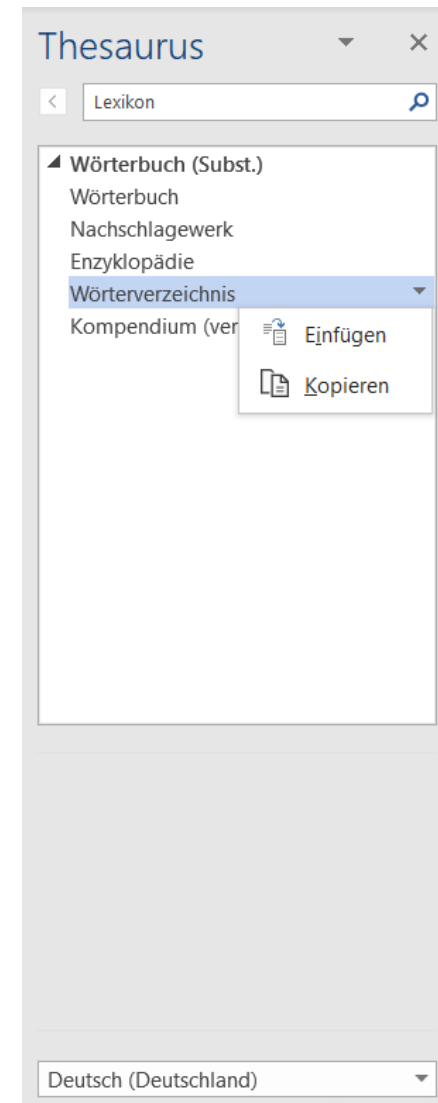 Thesaurus
Lexikon
Wörterbuch (Subst.)
Wörterbuch
Nachschlagewerk
Enzyklopädie
Wörterverzeichnis
Kompendium (ver
Einfügen
Kopieren
Deutsch (Deutschland)